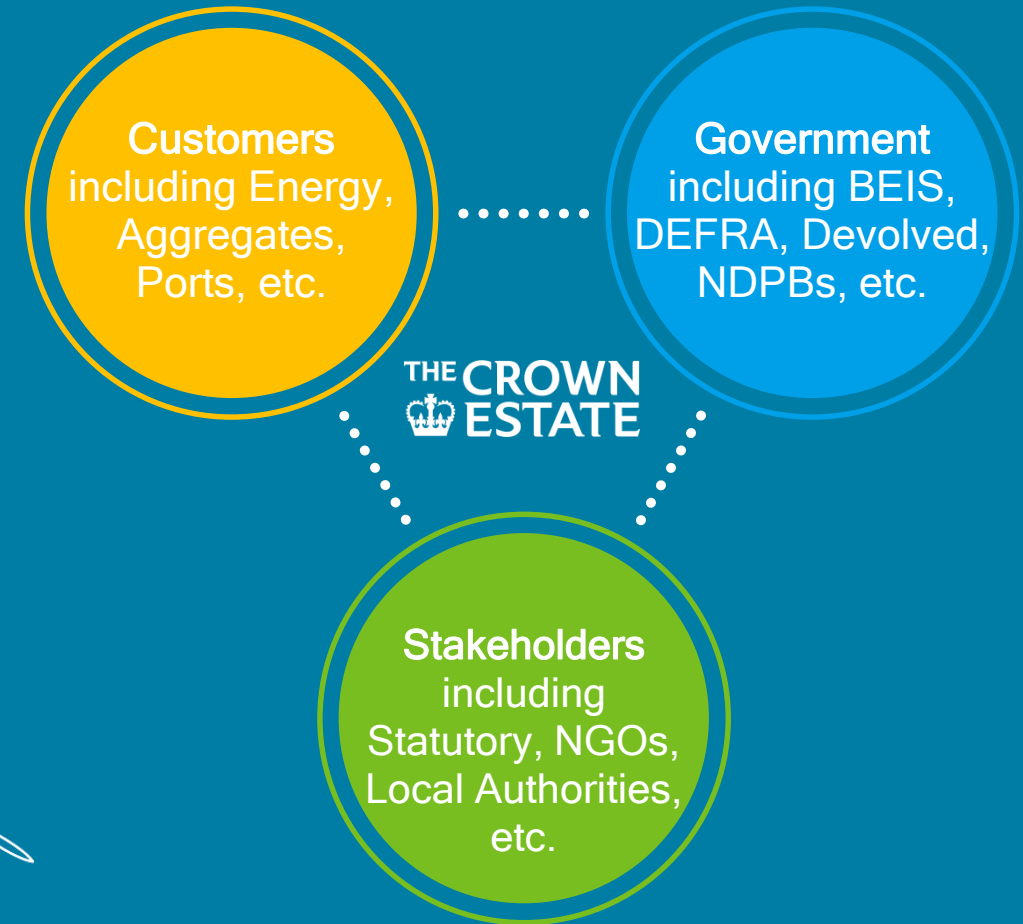 Customers
including Energy,
Aggregates,
Ports, etc.
Government
including BEIS,
DEFRA, Devolved,
NDPBs, etc.
THE CROWN
ESTATE
Stakeholders
including
Statutory, NGOs,
Local Authorities,
etc.